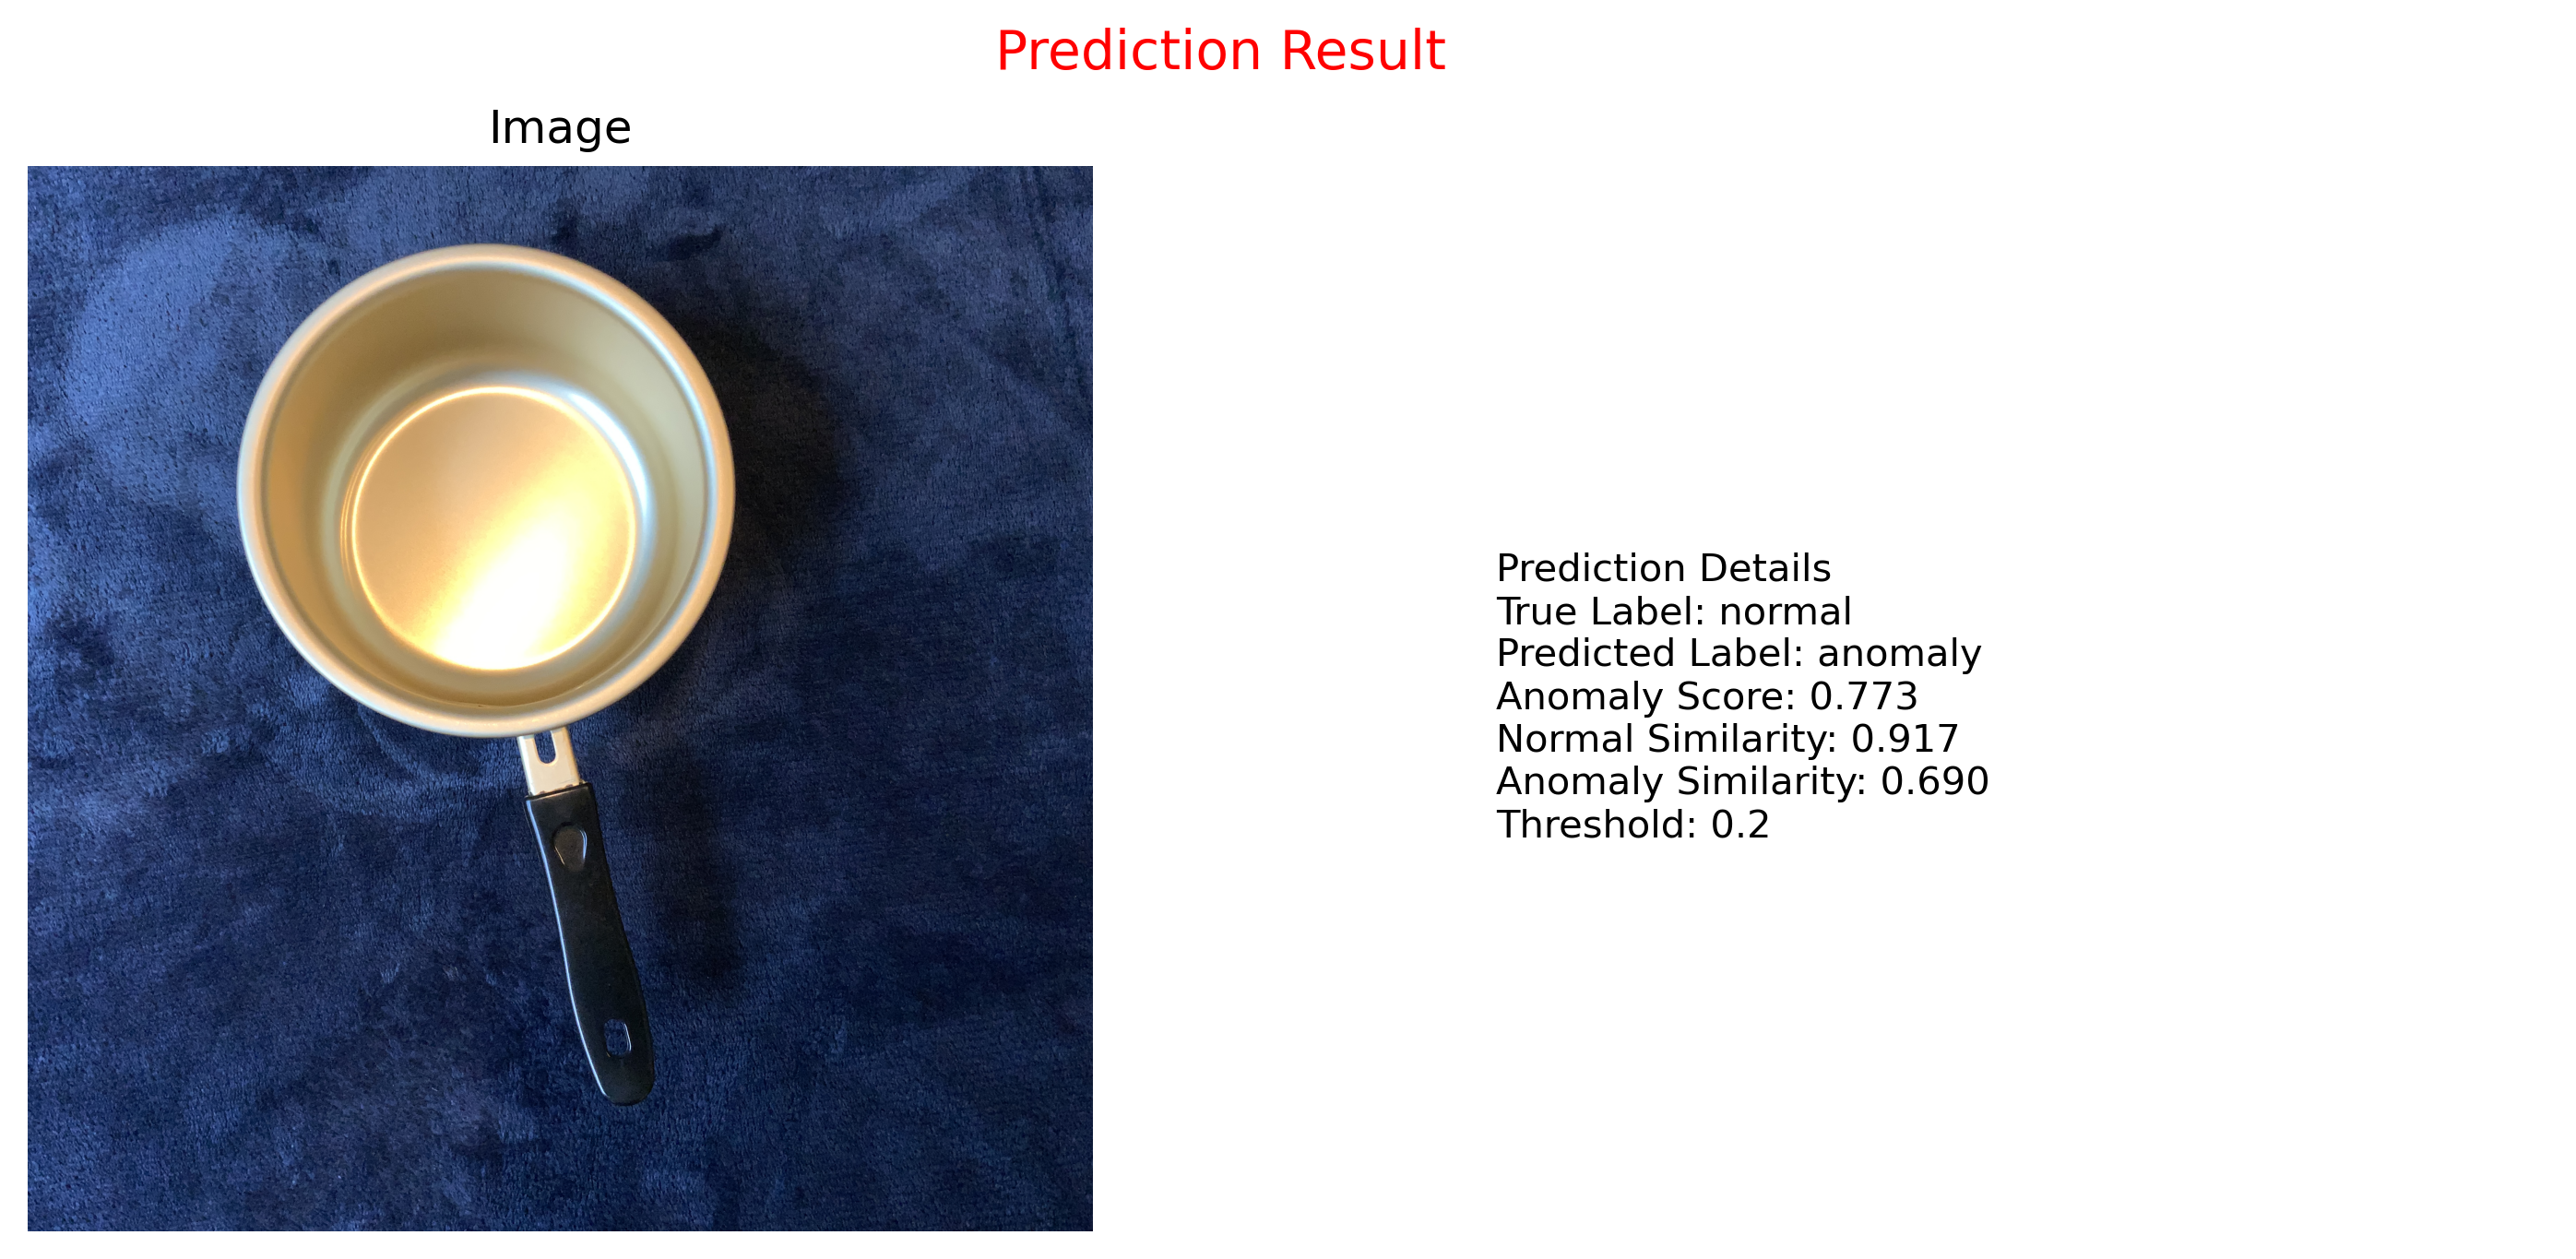 Prediction Result
Image
Prediction Details
True Label: normal
Predicted Label: anomaly
Anomaly Score: 0.773
Normal Similarity: 0.917
Anomaly Similarity: 0.690
Threshold: 0.2